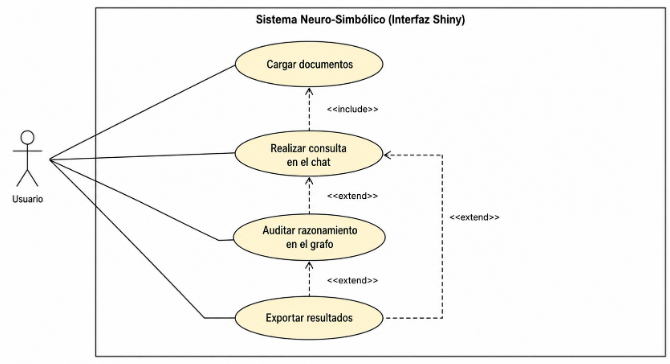 Sistema Neuro-Simbólico (Interfaz Shiny)
Cargar documentos
<<include>>
Realizar consulta
en el chat
Usuario
<<extend>>
<<extend>>
Auditar razonamiento
en el grafo
<<extend>>
Exportar resultados